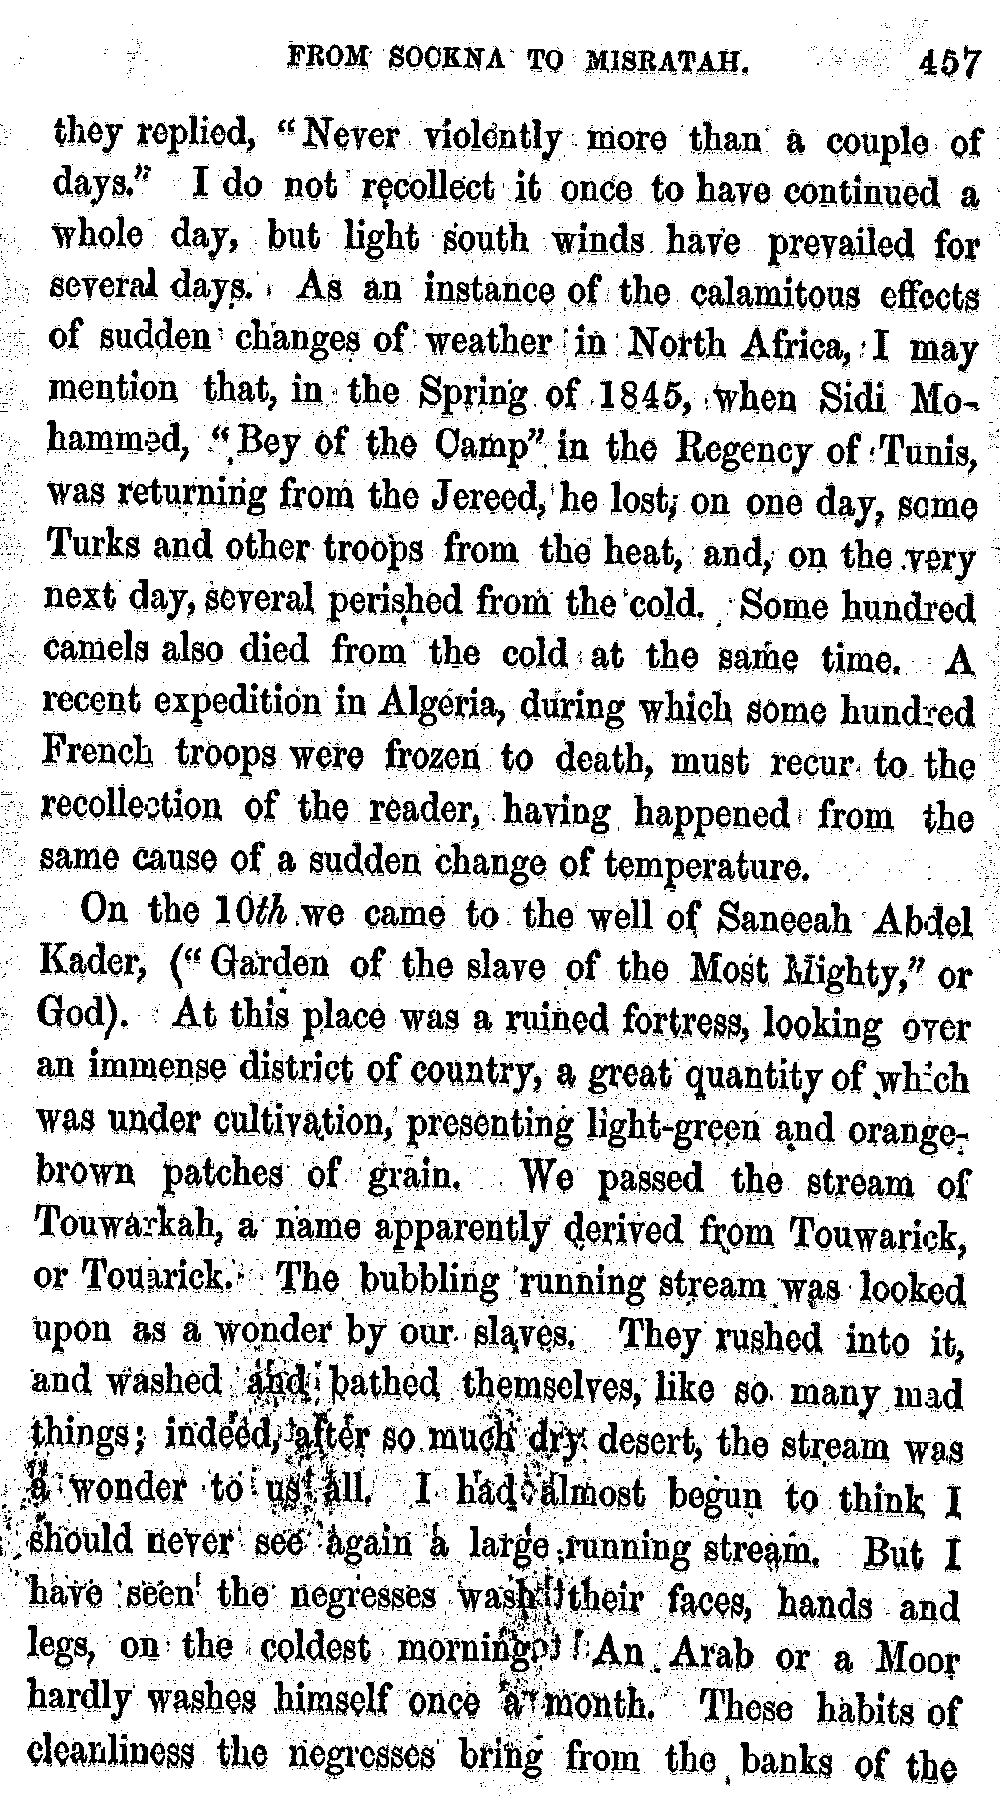 FROM SOCKNA TO MISRATAH. 457
they replied, "Never violently more than a couple of
days." I do not recollect it once to have continued a
whole day, but light south winds have prevailed for
several days. As an instance of the calamitous effects
of sudden changes of weather in North Africa, I may
mention that, in the Spring of 1845, when Sidi Mo-
hammed, "Bey of the Camp" in the Regency of Tunis,
was returning from the Jereed, he lost, on one day, some
Turks and other troops from the heat, and, on the very
next day, several perished from the cold. Some hundred
camels also died from the cold at the same time. A
recent expedition in Algeria, during which some hundred
French troops were frozen to death, must recur to the
recollection of the reader, having happened from the
same cause of a sudden change of temperature.
On the 10th we came to the well of Saneeah Abdel
Kader, ("Garden of the slave of the Most Mighty," or
God). At this place was a ruined fortress, looking over
an immense district of country, a great quantity of which
was under cultivation, presenting light-green and orange-
brown patches of grain. We passed the stream of
Touwarkah, a name apparently derived from Touwarick,
or Touarick. The bubbling running stream was looked
upon as a wonder by our slaves. They rushed into it,
and washed and bathed themselves, like so many mad
things; indeed, after so much dry desert, the stream was
a wonder to us all. I had almost begun to think I
should never see again a large running stream. But I
have seen the negresses wash their faces, hands and
legs, on the coldest morning! An Arab or a Moor
hardly washes himself once a month. These habits of
cleanliness the negresses bring from the banks of the